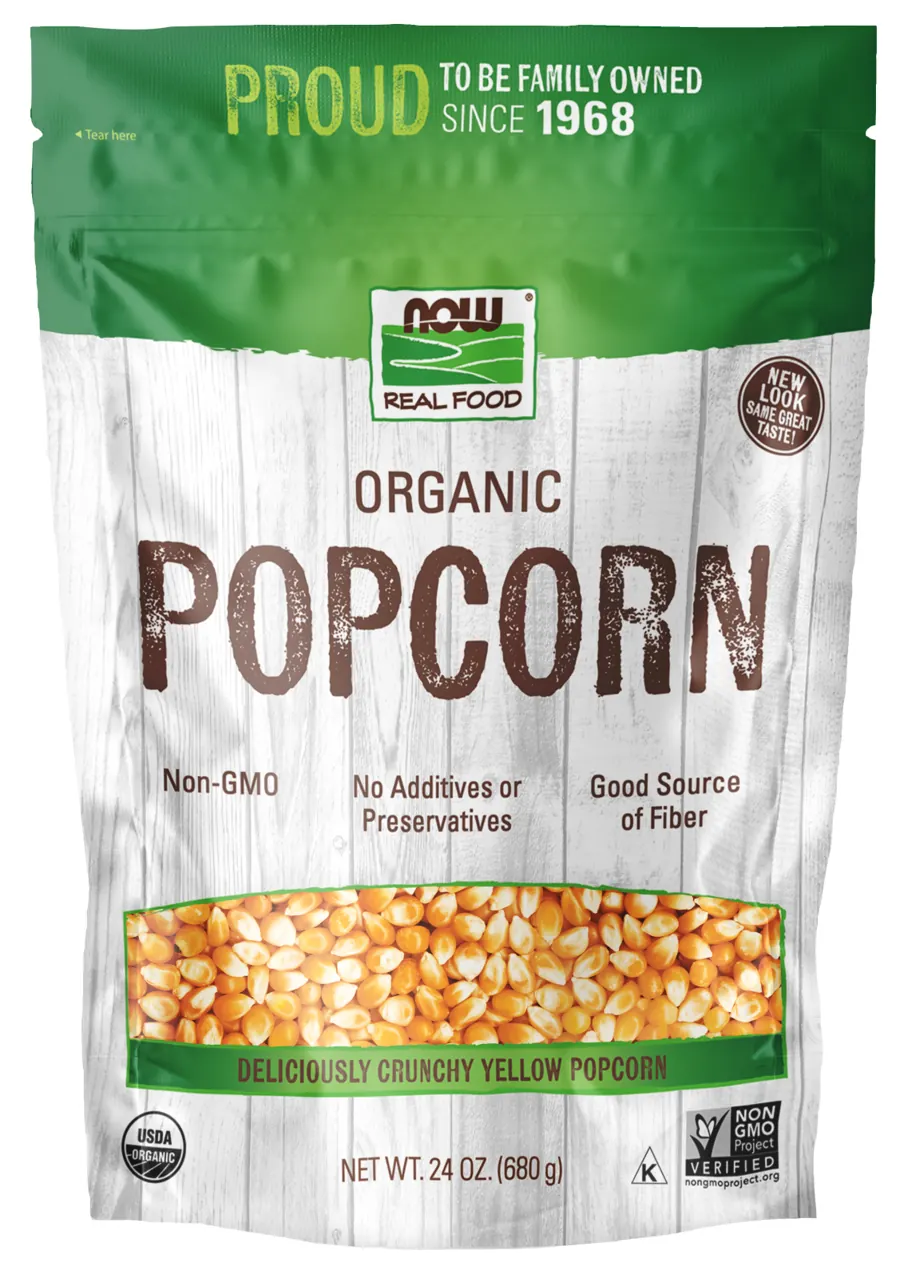 PROUD TO BE FAMILY OWNED
SINCE 1968
Tear here
NOW®
REAL FOOD
NEW
LOOK
SAME GREAT
TASTE!
ORGANIC
POPCORN
Non-GMO
No Additives or
Preservatives
Good Source
of Fiber
DELICIOUSLY CRUNCHY YELLOW POPCORN
USDA
ORGANIC
NET WT. 24 OZ. (680 g)
K
NON
GMO
Project
VERIFIED
nongmoproject.org